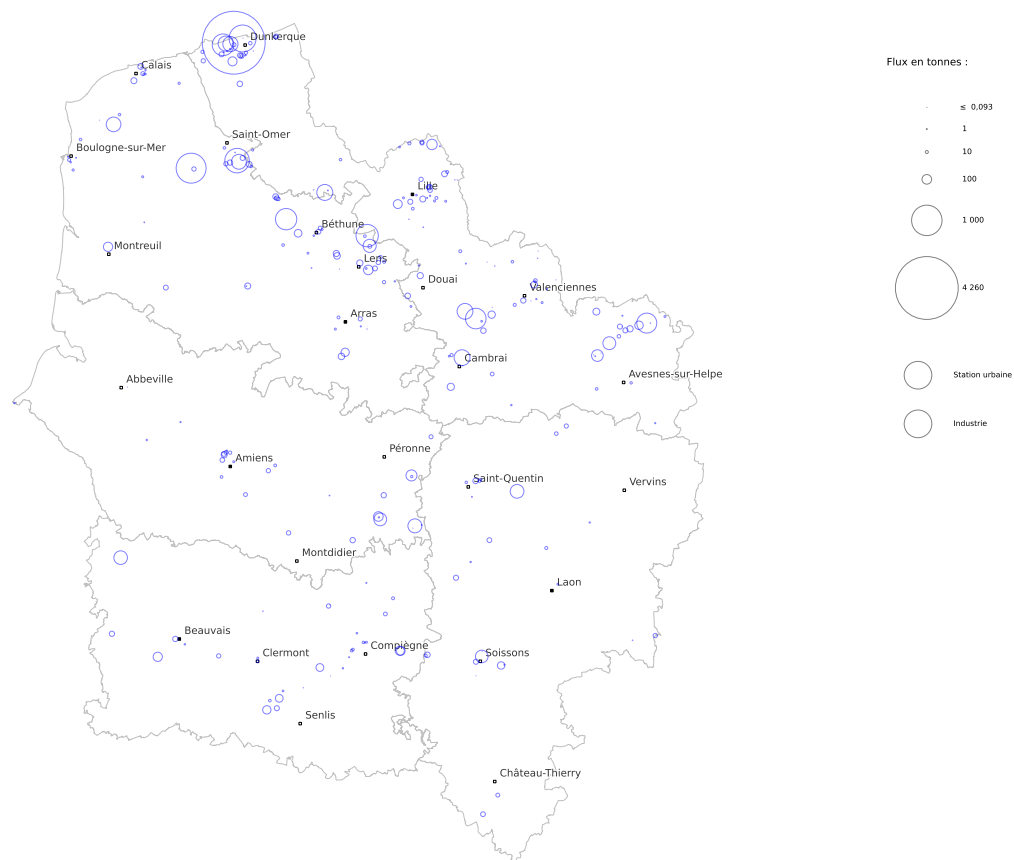 Dunkerque
Flux en tonnes :
Calais
≤ 0,093
1
Saint-Omer
Boulogne-sur-Mer
10
100
Lille
1 000
Béthune
Montreuil
Lens
Douai
Valenciennes
4 260
Arras
Cambrai
Avesnes-sur-Helpe
Station urbaine
Abbeville
Industrie
Péronne
Amiens
Saint-Quentin
Vervins
Montdidier
Laon
Beauvais
Compiègne
Clermont
Soissons
Senlis
Château-Thierry